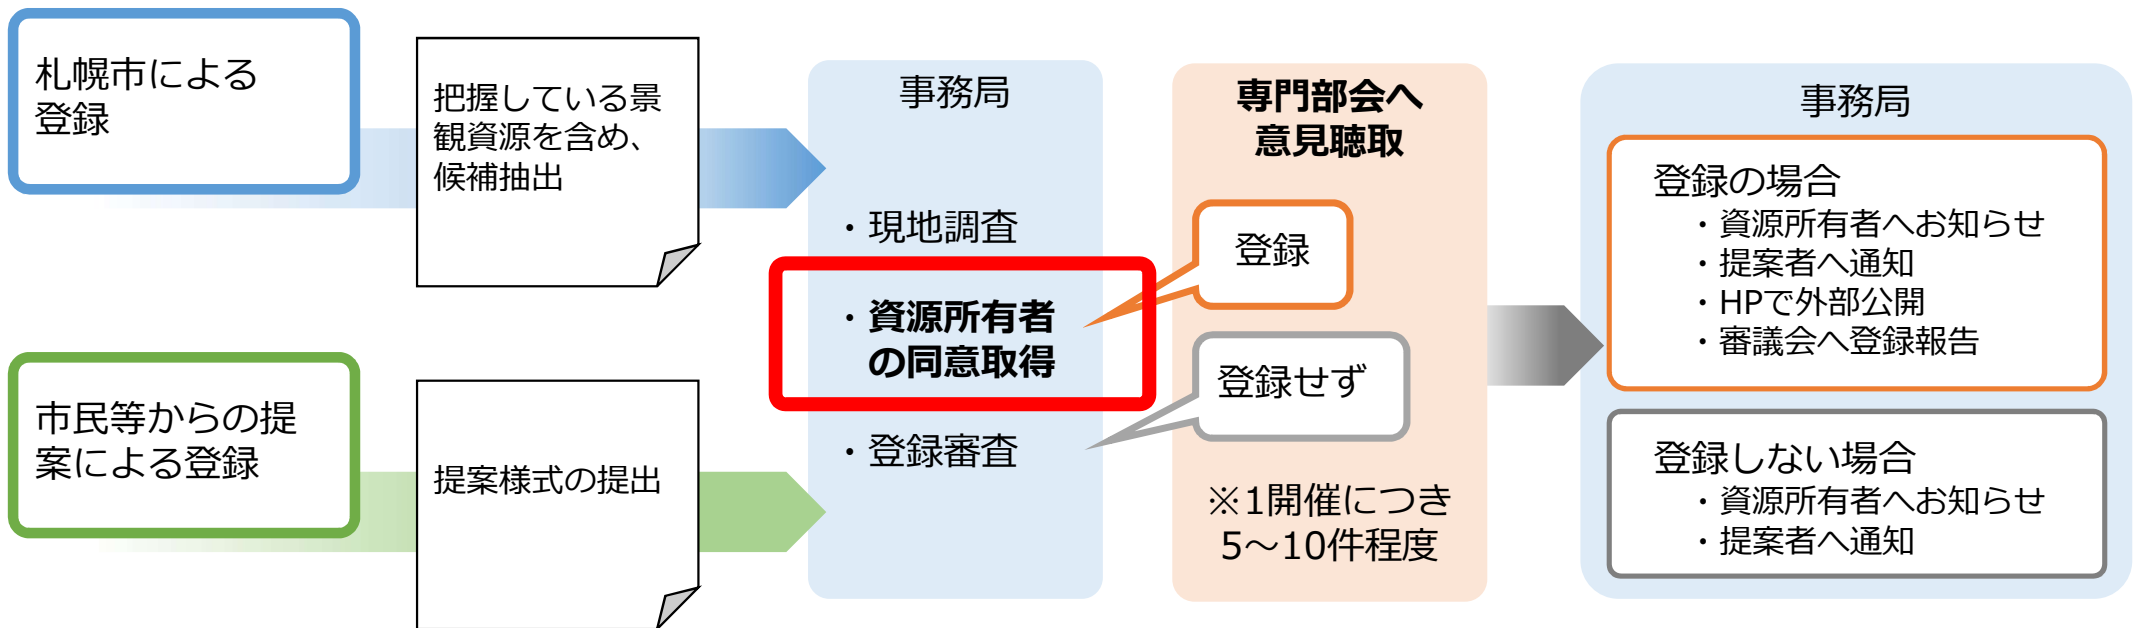 札幌市による
登録
把握している景
観資源を含め、
候補抽出
市民等からの提
案による登録
提案様式の提出
事務局
・現地調査
・資源所有者
の同意取得
・登録審査
専門部会へ
意見聴取
登録
登録せず
※1開催につき
5～10件程度
事務局
登録の場合
・資源所有者へお知らせ
・提案者へ通知
・HPで外部公開
・審議会へ登録報告
登録しない場合
・資源所有者へお知らせ
・提案者へ通知